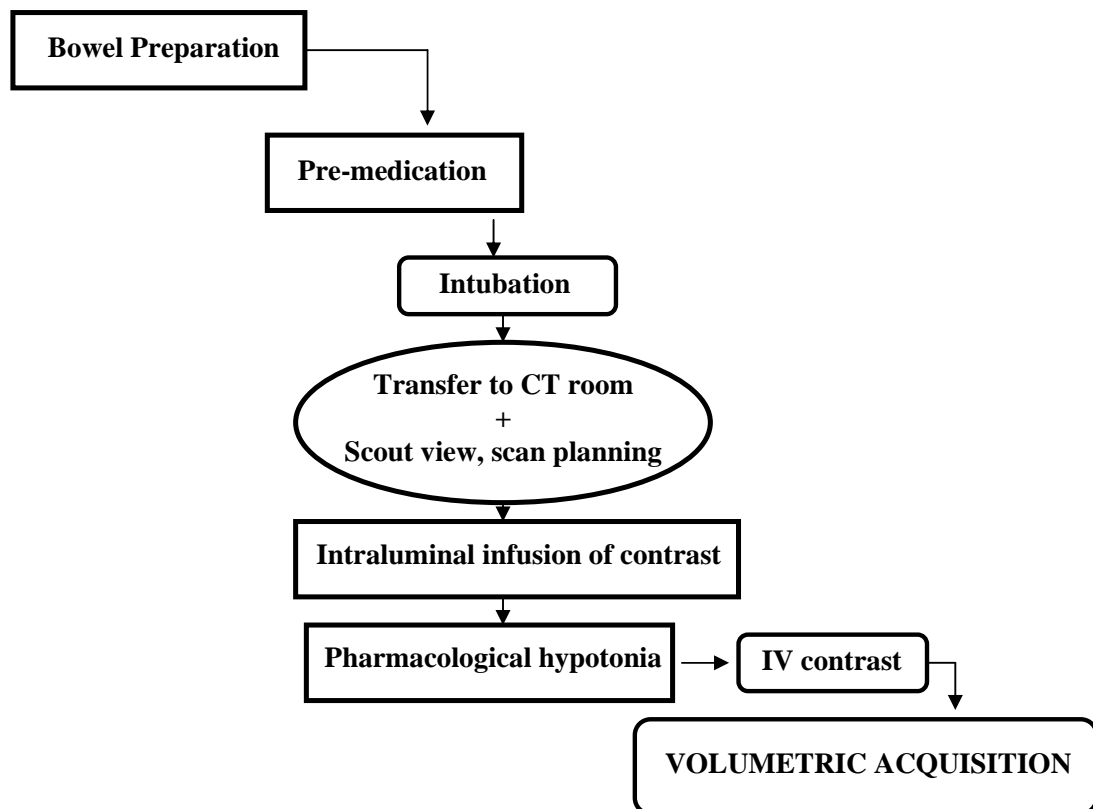 Bowel Preparation
Pre-medication
Intubation
Transfer to CT room
+
Scout view, scan planning
Intraluminal infusion of contrast
Pharmacological hypotonia
IV contrast
VOLUMETRIC ACQUISITION